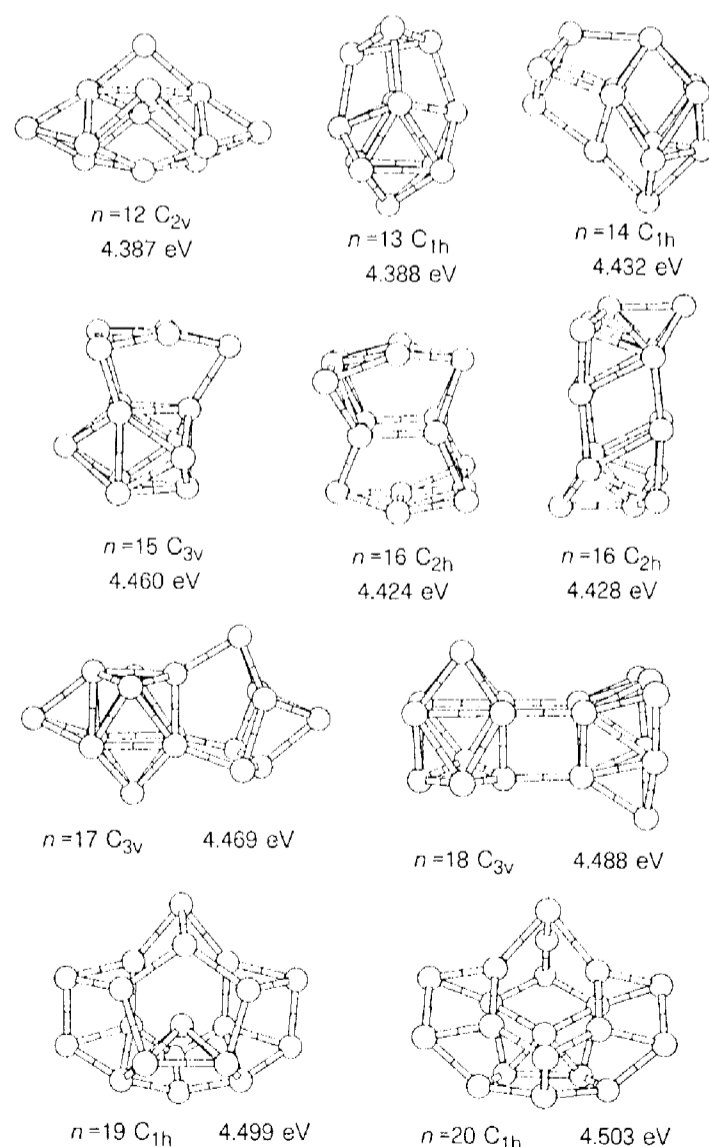 n=12 C2v
4.387 eV
n=13 C1h
4.388 eV
n=14 C1h
4.432 eV
n=15 C3v
4.460 eV
n=16 C2h
4.424 eV
n=16 C2h
4.428 eV
n=17 C3v 4.469 eV
n=18 C3v 4.488 eV
n=19 C1h 4.499 eV
n=20 C1h 4.503 eV